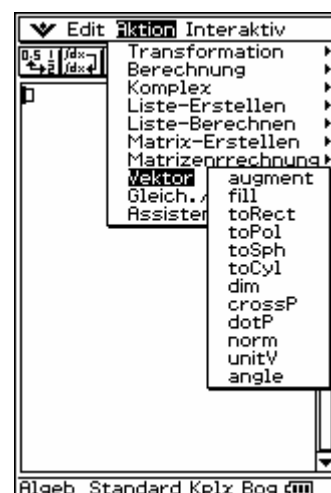 Edit Aktion Interaktiv
Transformation
Berechnung
Komplex
Liste-Erstellen
Liste-Berechnen
Matrix-Erstellen
Matrizenrrechnung
Vektor
Gleich./
Assisten
augment
fill
toRect
toPol
toSph
toCyl
dim
crossP
dotP
norm
unitV
angle
Algeb Standard Kplx Bog